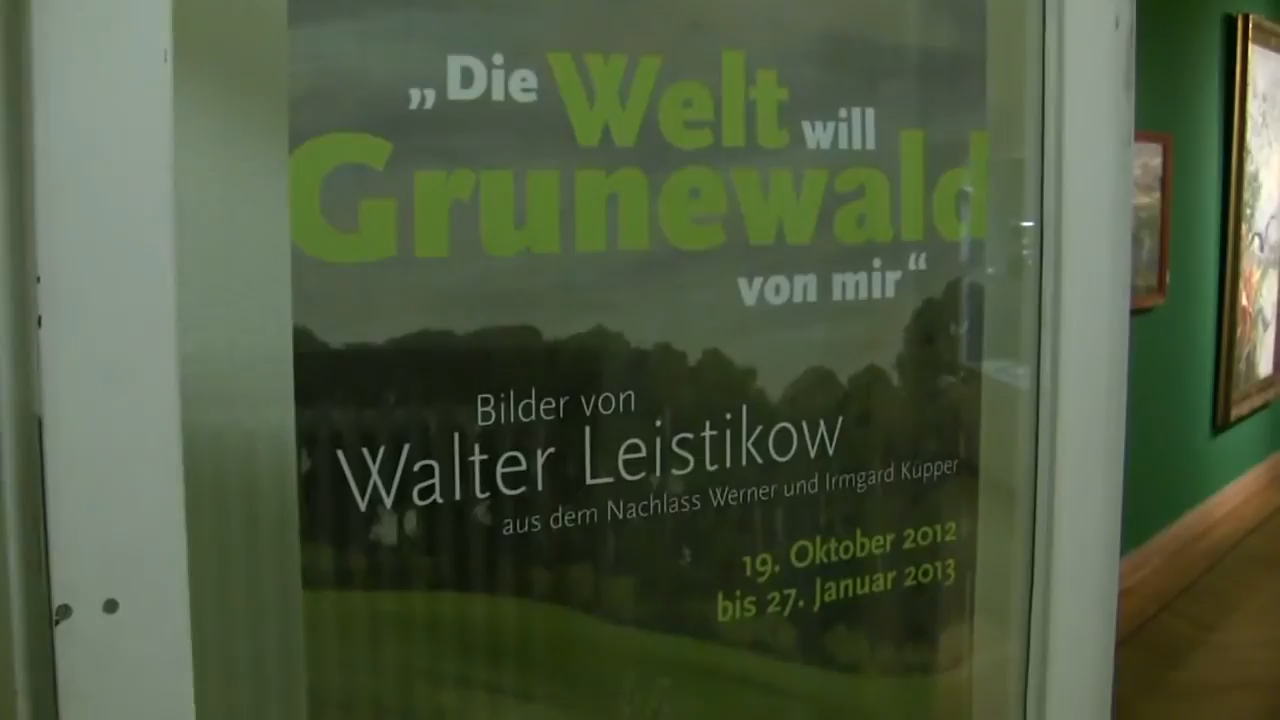 „Die Welt will
Grunewald
von mir“
Bilder von
Walter Leistikow
aus dem Nachlass Werner und Irmgard Küpper
19. Oktober 2012
bis 27. Januar 2013